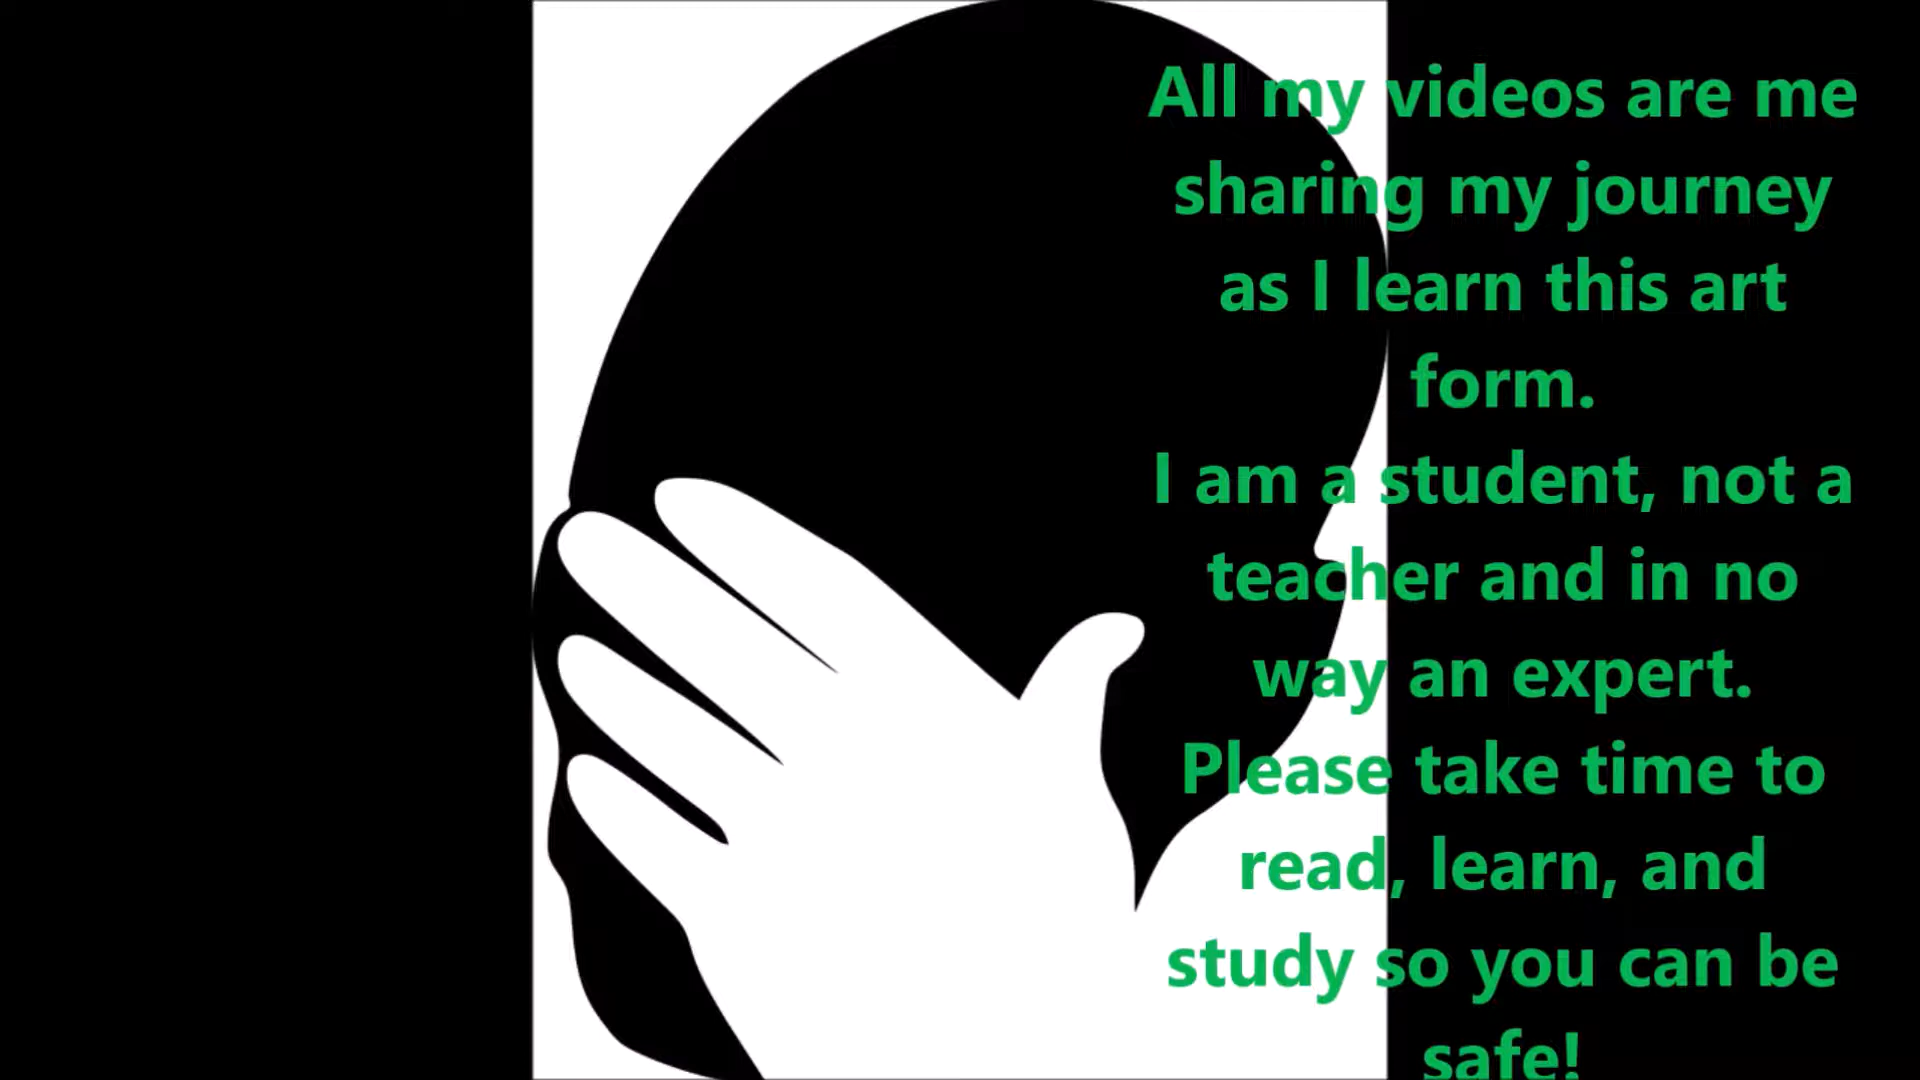 All my videos are me
sharing my journey
as I learn this art
form.
I am a student, not a
teacher and in no
way an expert.
Please take time to
read, learn, and
study so you can be
safe!